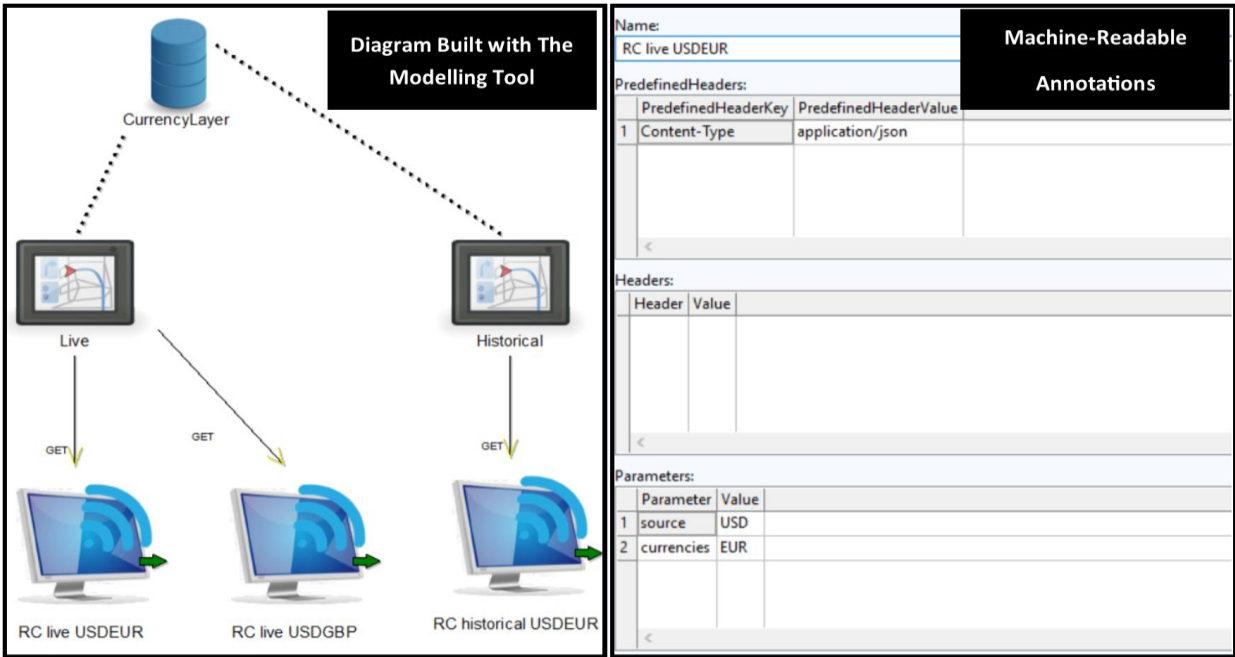 Diagram Built with The
Modelling Tool
CurrencyLayer
Live
Historical
GET
GET
GET
RC live USDEUR
RC live USDGBP
RC historical USDEUR
Machine-Readable
Annotations
Name:
RC live USDEUR
PredefinedHeaders:
PredefinedHeaderKey PredefinedHeaderValue
1 Content-Type application/json
Headers:
Header Value
Parameters:
Parameter Value
1 source USD
2 currencies EUR